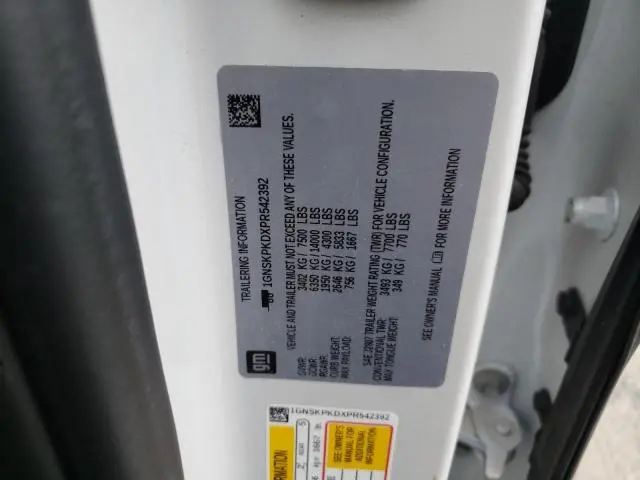 TRAILERING INFORMATION
1GNSKPKDXPR542392
VEHICLE AND TRAILER MUST NOT EXCEED ANY OF THESE VALUES.
GVWR: 3402 KG / 7500 LBS
GCWR: 6350 KG / 14000 LBS
RGAWR: 1950 KG / 4300 LBS
CURB WEIGHT: 2646 KG / 5833 LBS
MAX PAYLOAD: 756 KG / 1667 LBS
SAE J2807 TRAILER WEIGHT RATING (TWR) FOR VEHICLE CONFIGURATION.
CONVENTIONAL TWR: 3493 KG / 7700 LBS
MAX TONGUE WEIGHT: 349 KG / 770 LBS
SEE OWNER'S MANUAL FOR MORE INFORMATION
gm
1GNSKPKDXPR542392
SEE OWNER'S
MANUAL FOR
ADDITIONAL
INFORMATION